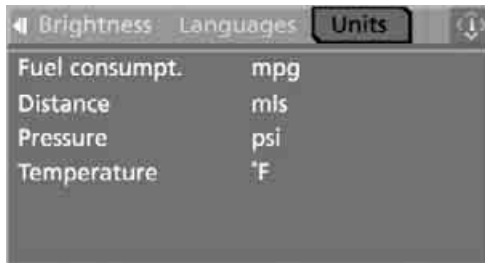 Brightness Languages Units
Fuel consumpt. mpg
Distance mls
Pressure psi
Temperature °F